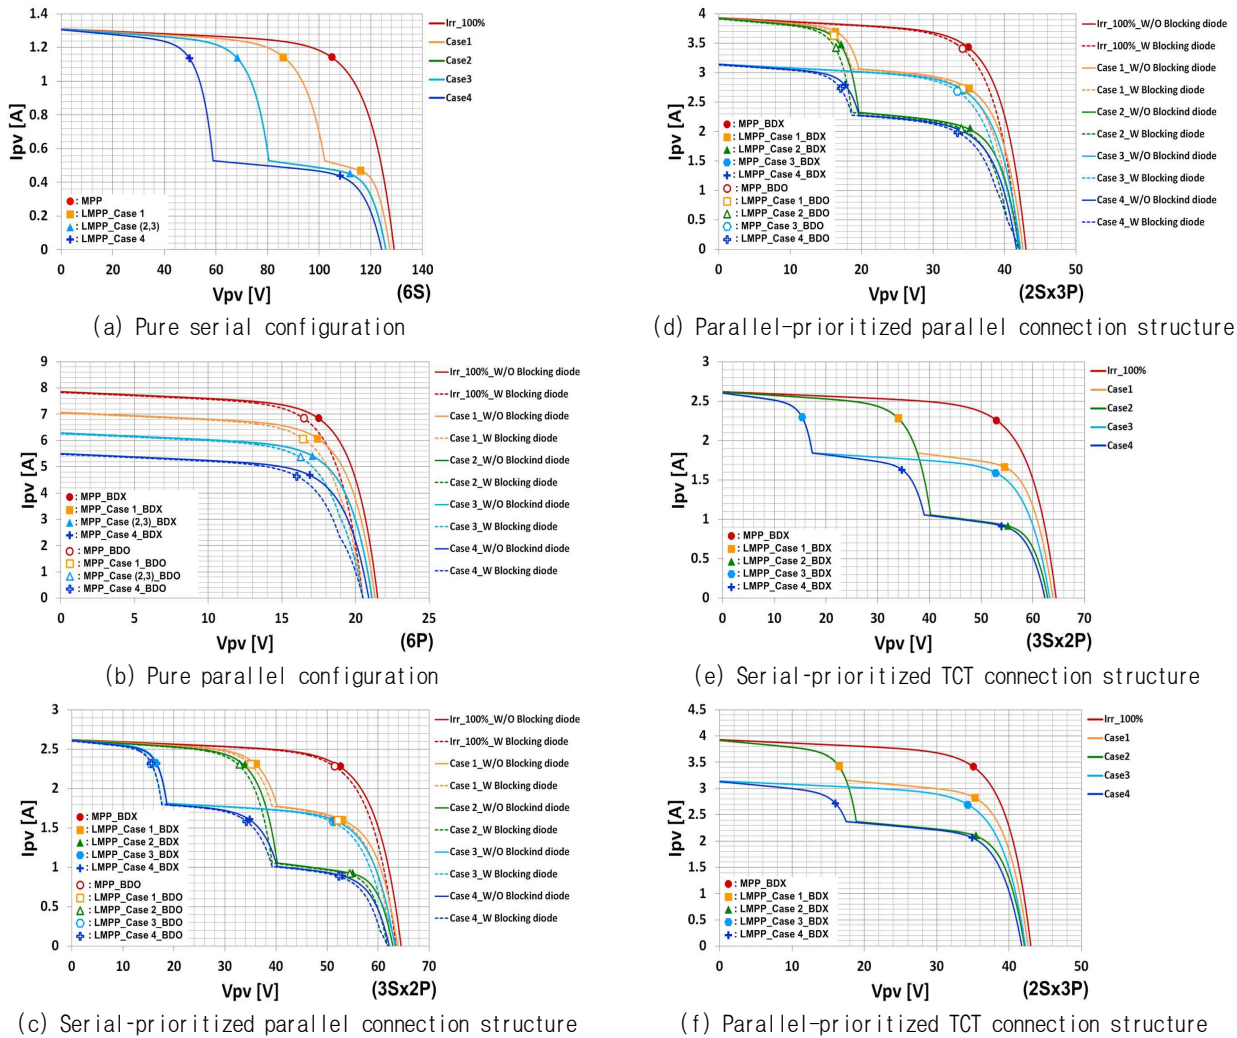 1.4
1.2
1
0.8
0.6
0.4
0.2
0
Ipv [A]
0 20 40 60 80 100 120 140
Vpv [V]
(6S)
: MPP
: LMPP_Case 1
: LMPP_Case (2,3)
: LMPP_Case 4
Irr_100%
Case1
Case2
Case3
Case4
(a) Pure serial configuration
4
3.5
3
2.5
2
1.5
1
0.5
0
Ipv [A]
0 10 20 30 40 50
Vpv [V]
(2Sx3P)
: MPP_BDX
: LMPP_Case 1_BDX
: LMPP_Case 2_BDX
: MPP_Case 3_BDX
: LMPP_Case 4_BDX
: MPP_BDO
: LMPP_Case 1_BDO
: LMPP_Case 2_BDO
: MPP_Case 3_BDO
: LMPP_Case 4_BDO
Irr_100%_W/O Blocking diode
Irr_100%_W Blocking diode
Case 1_W/O Blocking diode
Case 1_W Blocking diode
Case 2_W/O Blockind diode
Case 2_W Blocking diode
Case 3_W/O Blockind diode
Case 3_W Blocking diode
Case 4_W/O Blockind diode
Case 4_W Blocking diode
(d) Parallel-prioritized parallel connection structure
9
8
7
6
5
4
3
2
1
0
Ipv [A]
0 5 10 15 20 25
Vpv [V]
(6P)
: MPP_BDX
: MPP_Case 1_BDX
: MPP_Case (2,3)_BDX
: MPP_Case 4_BDX
: MPP_BDO
: MPP_Case 1_BDO
: MPP_Case (2,3)_BDO
: MPP_Case 4_BDO
Irr_100%_W/O Blocking diode
Irr_100%_W Blocking diode
Case 1_W/O Blocking diode
Case 1_W Blocking diode
Case 2_W/O Blockind diode
Case 2_W Blocking diode
Case 3_W/O Blockind diode
Case 3_W Blocking diode
Case 4_W/O Blockind diode
Case 4_W Blocking diode
(b) Pure parallel configuration
3
2.5
2
1.5
1
0.5
0
Ipv [A]
0 10 20 30 40 50 60 70
Vpv [V]
(3Sx2P)
: MPP_BDX
: LMPP_Case 1_BDX
: LMPP_Case 2_BDX
: LMPP_Case 3_BDX
: LMPP_Case 4_BDX
Irr_100%
Case1
Case2
Case3
Case4
(e) Serial-prioritized TCT connection structure
3
2.5
2
1.5
1
0.5
0
Ipv [A]
0 10 20 30 40 50 60 70
Vpv [V]
(3Sx2P)
: MPP_BDX
: LMPP_Case 1_BDX
: LMPP_Case 2_BDX
: LMPP_Case 3_BDX
: LMPP_Case 4_BDX
: MPP_BDO
: LMPP_Case 1_BDO
: LMPP_Case 2_BDO
: LMPP_Case 3_BDO
: LMPP_Case 4_BDO
Irr_100%_W/O Blocking diode
Irr_100%_W Blocking diode
Case 1_W/O Blocking diode
Case 1_W Blocking diode
Case 2_W/O Blockind diode
Case 2_W Blocking diode
Case 3_W/O Blockind diode
Case 3_W Blocking diode
Case 4_W/O Blockind diode
Case 4_W Blocking diode
(c) Serial-prioritized parallel connection structure
4.5
4
3.5
3
2.5
2
1.5
1
0.5
0
Ipv [A]
0 10 20 30 40 50
Vpv [V]
(2Sx3P)
: MPP_BDX
: LMPP_Case 1_BDX
: LMPP_Case 2_BDX
: LMPP_Case 3_BDX
: LMPP_Case 4_BDX
Irr_100%
Case1
Case2
Case3
Case4
(f) Parallel-prioritized TCT connection structure